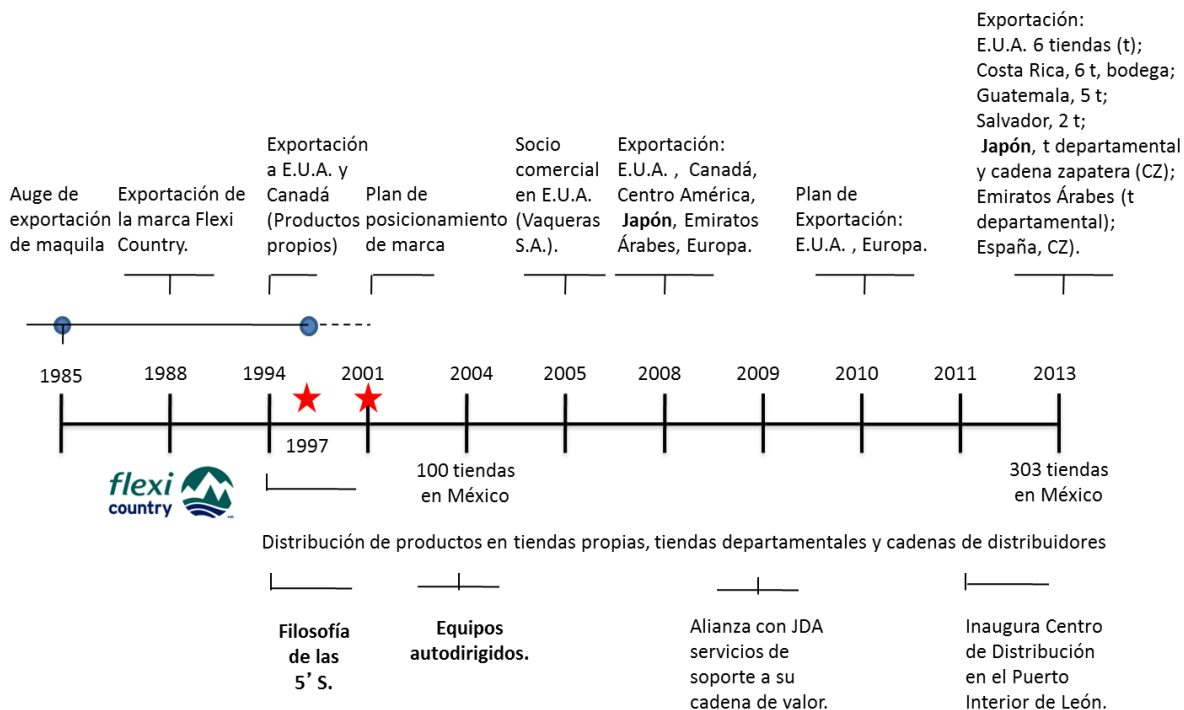 Auge de
exportación
de maquila
Exportación de
la marca Flexi
Country.
Exportación
a E.U.A. y
Canadá
(Productos
propios)
Plan de
posicionamiento
de marca
Socio
comercial
en E.U.A.
(Vaqueras
S.A.).
Exportación:
E.U.A. , Canadá,
Centro América,
Japón, Emiratos
Árabes, Europa.
Plan de
Exportación:
E.U.A. , Europa.
Exportación:
E.U.A. 6 tiendas (t);
Costa Rica, 6 t, bodega;
Guatemala, 5 t;
Salvador, 2 t;
Japón, t departamental
y cadena zapatera (CZ);
Emiratos Árabes (t
departamental);
España, CZ).
1985 1988 1994 2001 2004 2005 2008 2009 2010 2011 2013
1997
flexi
country
100 tiendas
en México
303 tiendas
en México
Distribución de productos en tiendas propias, tiendas departamentales y cadenas de distribuidores
Filosofía
de las
5’ S.
Equipos
autodirigidos.
Alianza con JDA
servicios de
soporte a su
cadena de valor.
Inaugura Centro
de Distribución
en el Puerto
Interior de León.